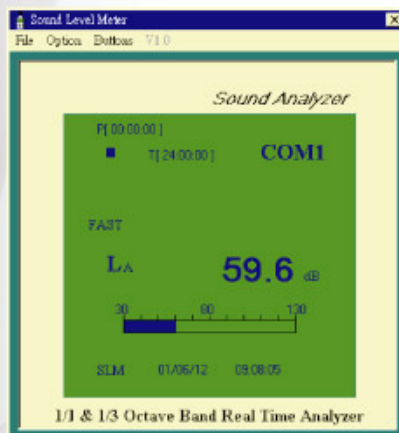 Sound Level Meter
File Option Buttons V1.0
Sound Analyzer
P[ 00:00:00 ]
T[ 24:00:00 ] COM1
FAST
LA 59.6 dB
30 80 130
SLM 01/06/12 09:08:05
1/1 & 1/3 Octave Band Real Time Analyzer